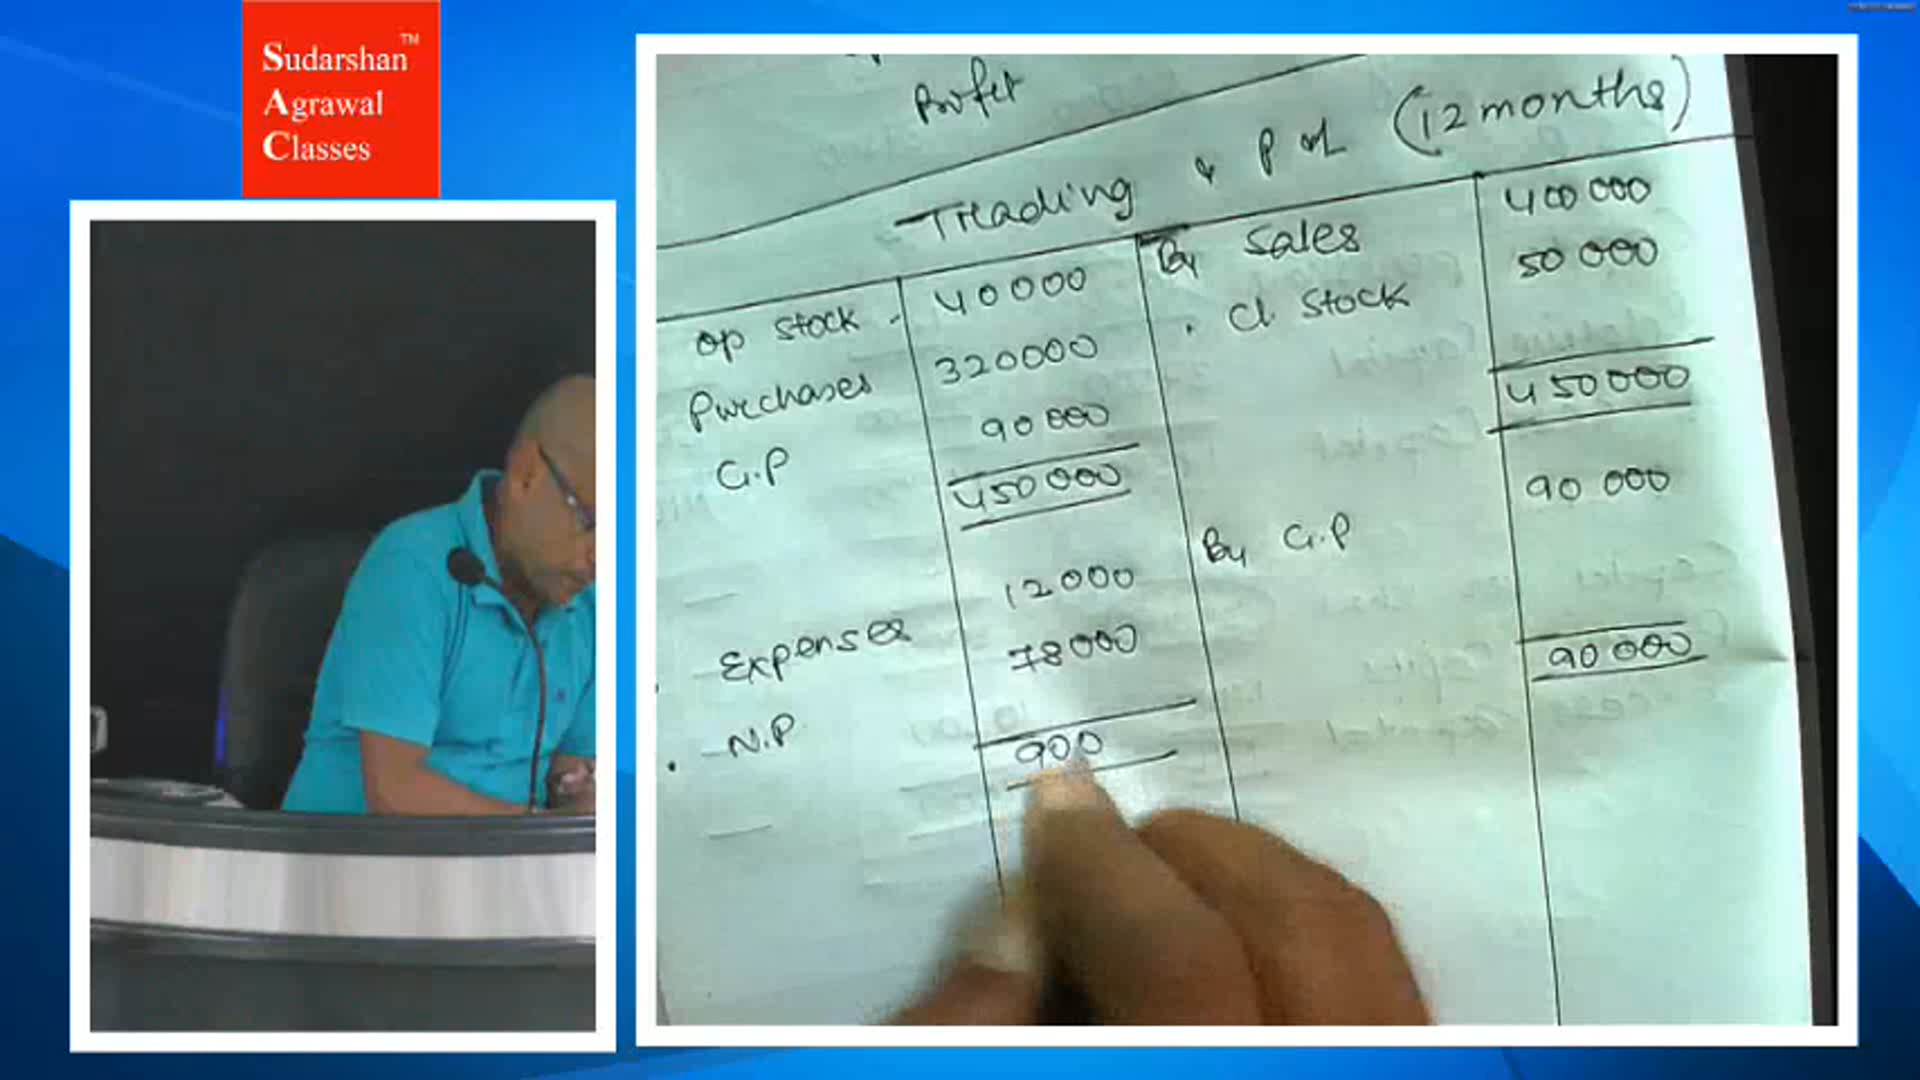 Sudarshan™
Agrawal
Classes
Profit
Trading & P &L (12 months)
op stock - 40000 By Sales 400000
Purchases 320000 . Cl. Stock 50000
G.P 90000
450000 450000
Expenses 12000 By G.P 90000
N.P 78000
900 90000